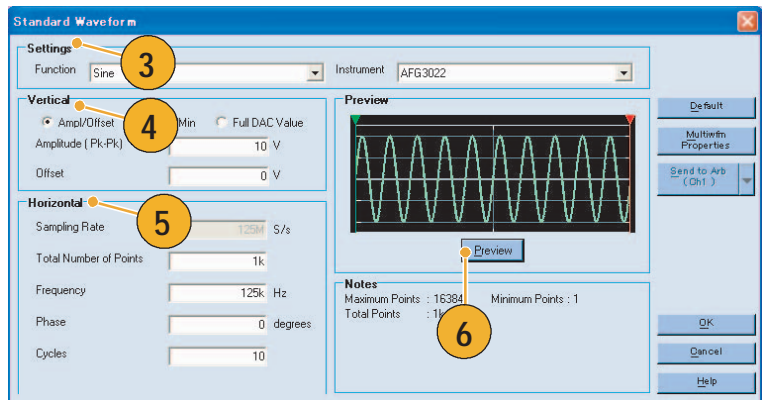 Standard Waveform
Settings
3
Function Sine
Instrument AFG3022
Vertical
4
Ampl/Offset Min Full DAC Value
Amplitude ( Pk-Pk) 10 V
Offset 0 V
Horizontal
5
Sampling Rate 125M S/s
Total Number of Points 1k
Frequency 125k Hz
Phase 0 degrees
Cycles 10
Preview
Preview
6
Notes
Maximum Points : 16384 Minimum Points : 1
Total Points : 1k
Default
Multiwfm
Properties
Send to Arb
( Ch1 )
OK
Cancel
Help